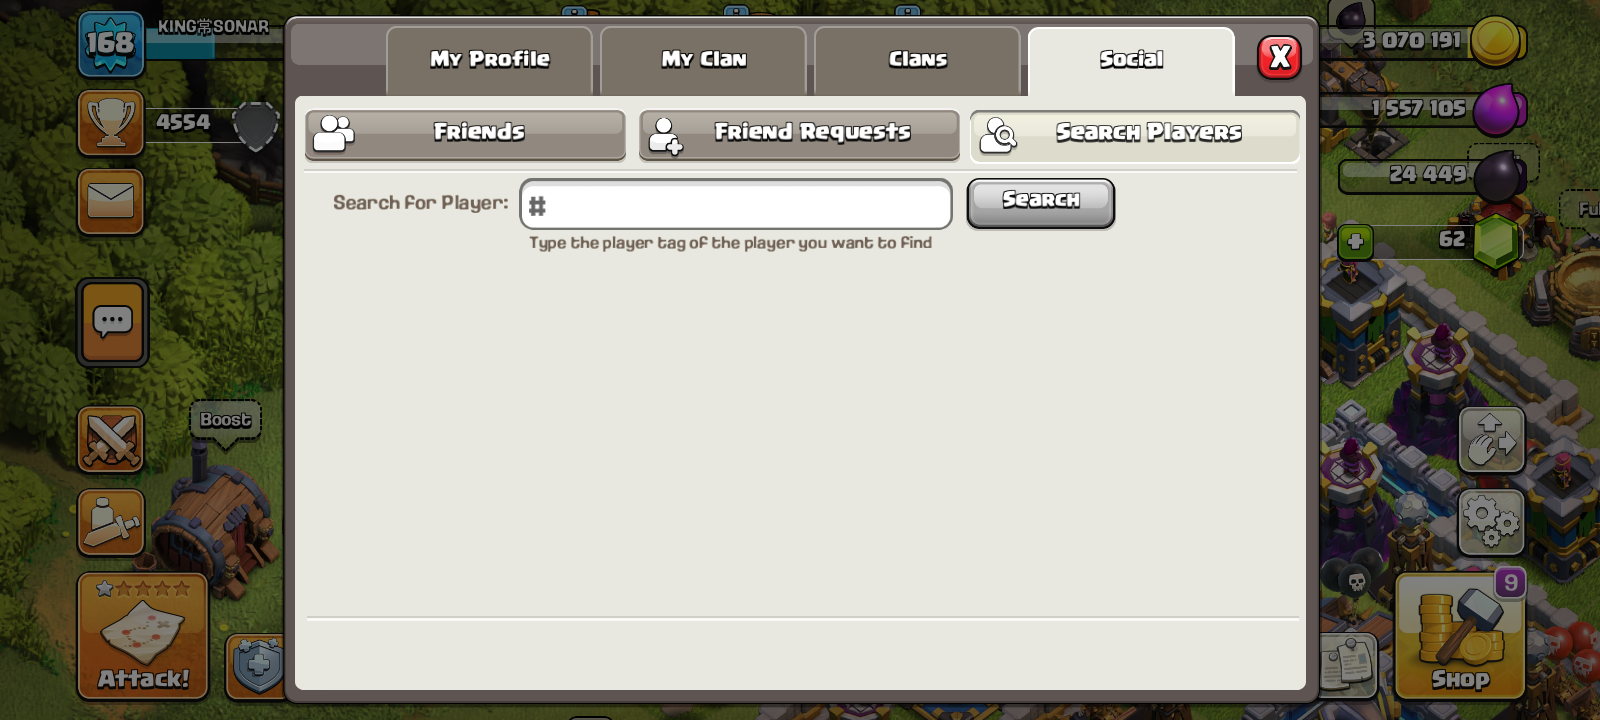 168
KING常SONAR
My Profile
My Clan
Clans
Social
X
3 070 191
4554
Friends
Friend Requests
Search Players
1 557 105
24 449
Search For Player:
#
Search
Type the player tag of the player you want to find
62
Boost
9
Attack!
Shop